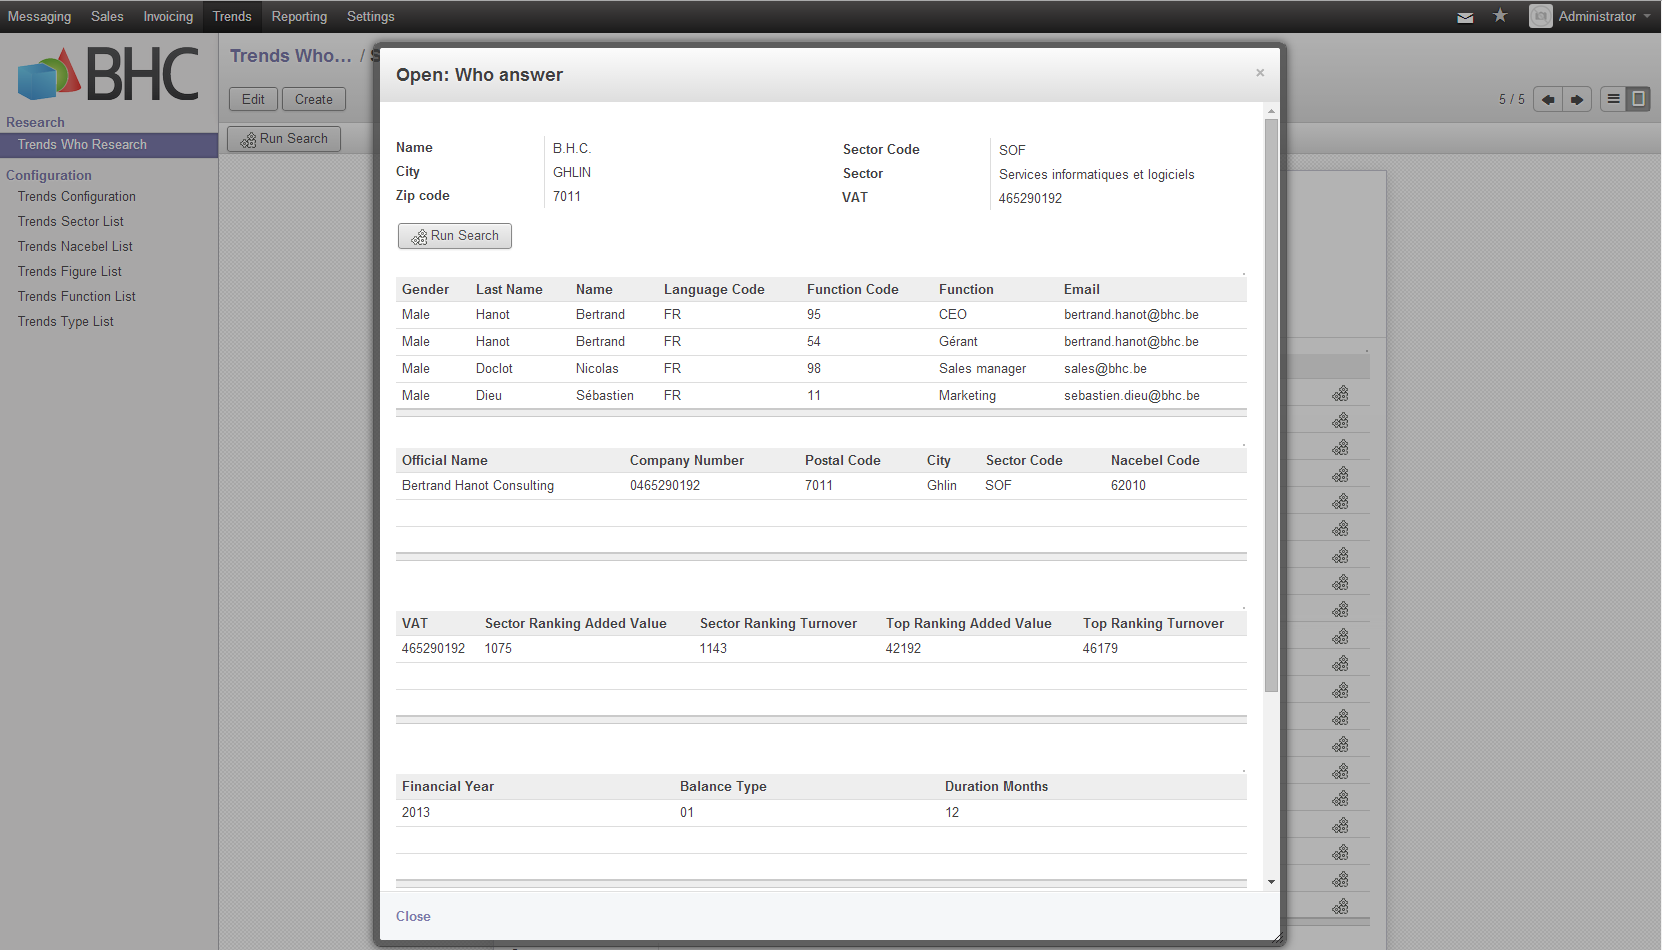 Messaging Sales Invoicing Trends Reporting Settings Administrator
BHC
Trends Who... / S
Edit Create
5 / 5
Research
Trends Who Research
Run Search
Configuration
Trends Configuration
Trends Sector List
Trends Nacebel List
Trends Figure List
Trends Function List
Trends Type List
Open: Who answer ×
Name B.H.C. Sector Code SOF
City GHLIN Sector Services informatiques et logiciels
Zip code 7011 VAT 465290192
Run Search
Gender Last Name Name Language Code Function Code Function Email
Male Hanot Bertrand FR 95 CEO bertrand.hanot@bhc.be
Male Hanot Bertrand FR 54 Gérant bertrand.hanot@bhc.be
Male Doclot Nicolas FR 98 Sales manager sales@bhc.be
Male Dieu Sébastien FR 11 Marketing sebastien.dieu@bhc.be
Official Name Company Number Postal Code City Sector Code Nacebel Code
Bertrand Hanot Consulting 0465290192 7011 Ghlin SOF 62010
VAT Sector Ranking Added Value Sector Ranking Turnover Top Ranking Added Value Top Ranking Turnover
465290192 1075 1143 42192 46179
Financial Year Balance Type Duration Months
2013 01 12
Close